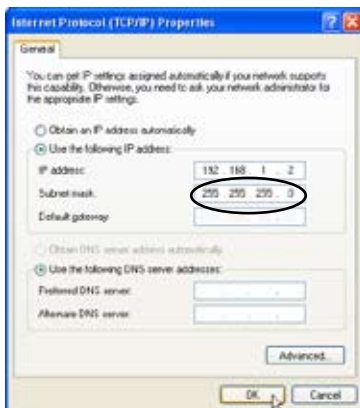 Internet Protocol (TCP/IP) Properties
General
You can get IP settings assigned automatically if your network supports
this capability. Otherwise, you need to ask your network administrator for
the appropriate IP settings.
Obtain an IP address automatically
Use the following IP address:
IP address: 192 . 168 . 1 . 2
Subnet mask: 255 . 255 . 255 . 0
Default gateway:
Obtain DNS server address automatically
Use the following DNS server addresses:
Preferred DNS server:
Alternate DNS server:
Advanced...
OK Cancel